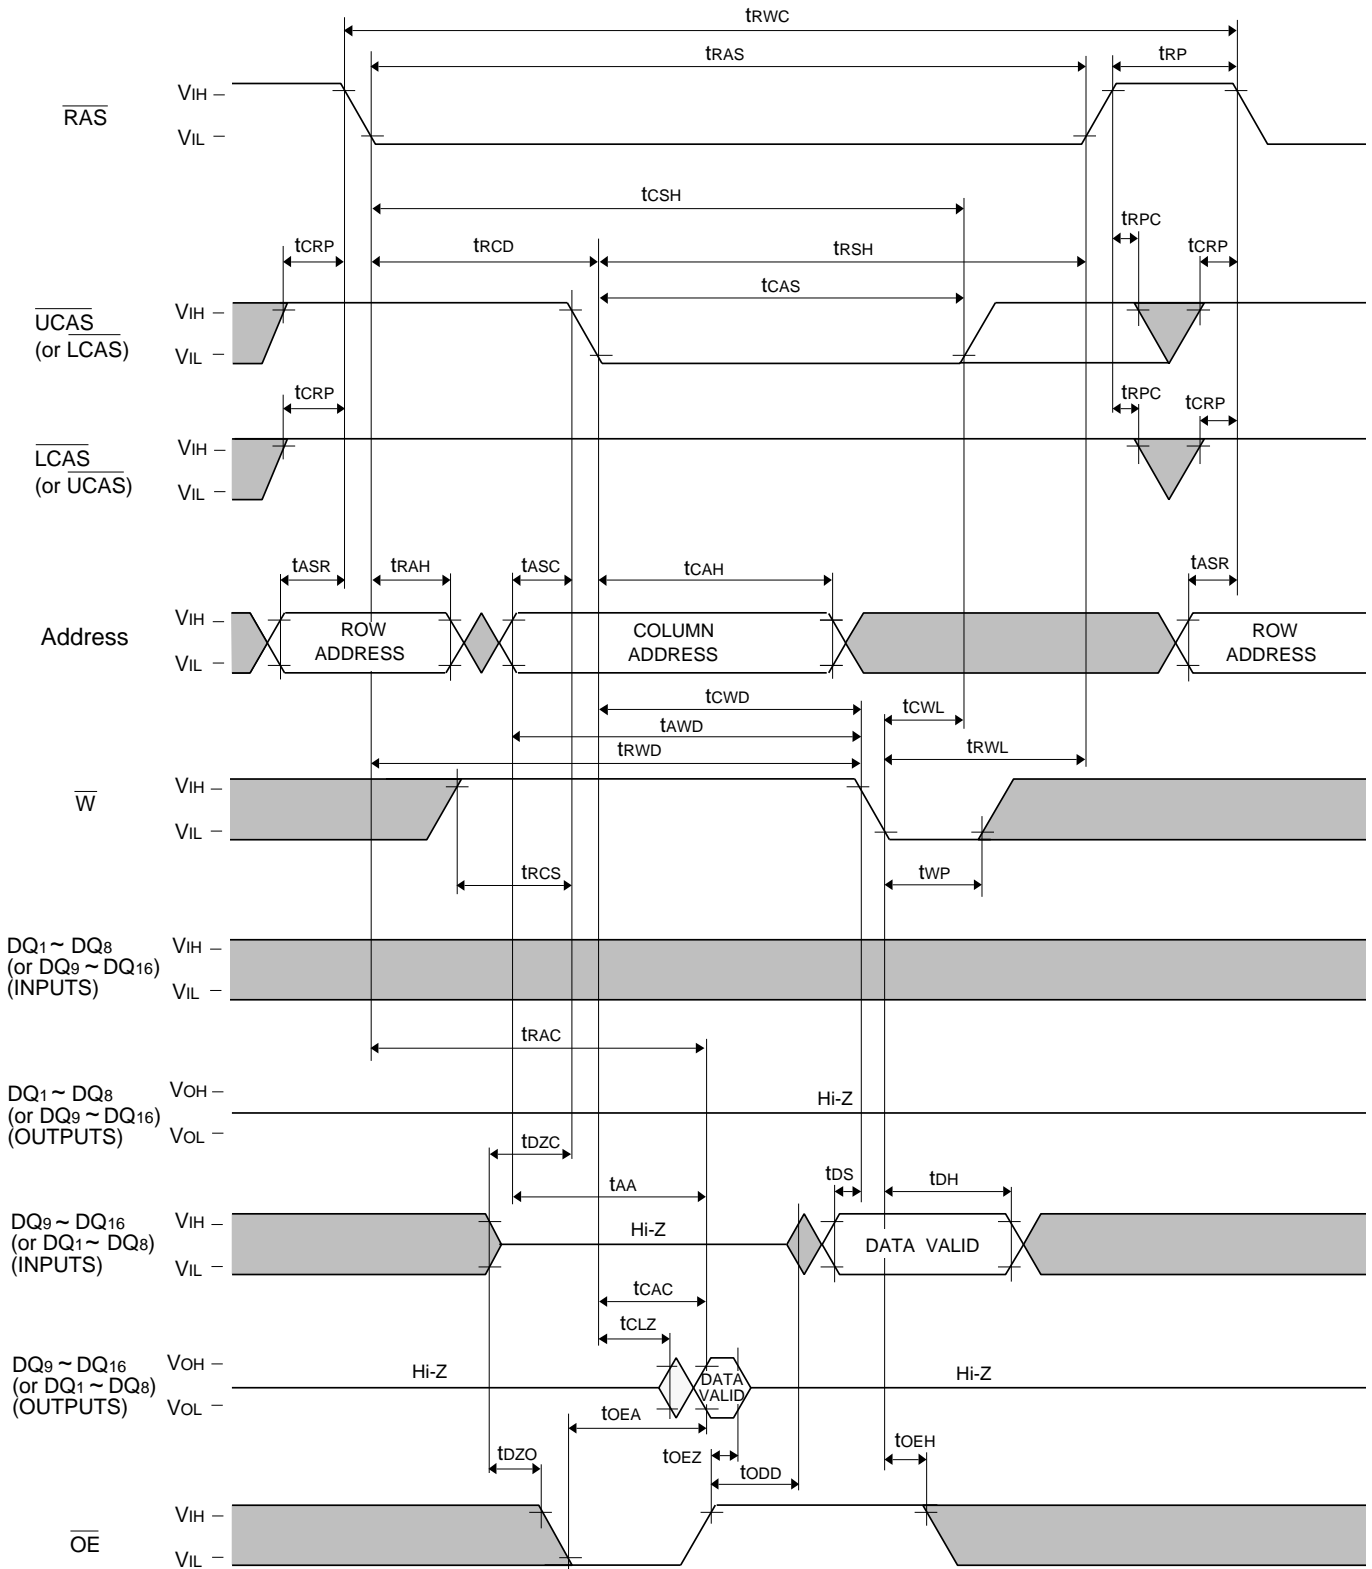 tRWC
tRAS
tRP
RAS
VIH
VIL
tCSH
tRPC
tCRP
tRCD
tRSH
tCRP
tCAS
UCAS
(or LCAS)
VIH
VIL
tCRP
tRPC
tCRP
LCAS
(or UCAS)
VIH
VIL
tASR
tRAH
tASC
tCAH
tASR
Address
VIH
VIL
ROW
ADDRESS
COLUMN
ADDRESS
ROW
ADDRESS
tCWD
tCWL
tAWD
tRWD
tRWL
W
VIH
VIL
tRCS
tWP
DQ1 ~ DQ8
(or DQ9 ~ DQ16)
(INPUTS)
VIH
VIL
tRAC
DQ1 ~ DQ8
(or DQ9 ~ DQ16)
(OUTPUTS)
VOH
VOL
Hi-Z
tDZC
tAA
tDS
tDH
DQ9 ~ DQ16
(or DQ1 ~ DQ8)
(INPUTS)
VIH
VIL
Hi-Z
DATA VALID
tCAC
tCLZ
DQ9 ~ DQ16
(or DQ1 ~ DQ8)
(OUTPUTS)
VOH
VOL
Hi-Z
DATA
VALID
Hi-Z
tOEA
tDZO
tOEZ
tODD
tOEH
OE
VIH
VIL